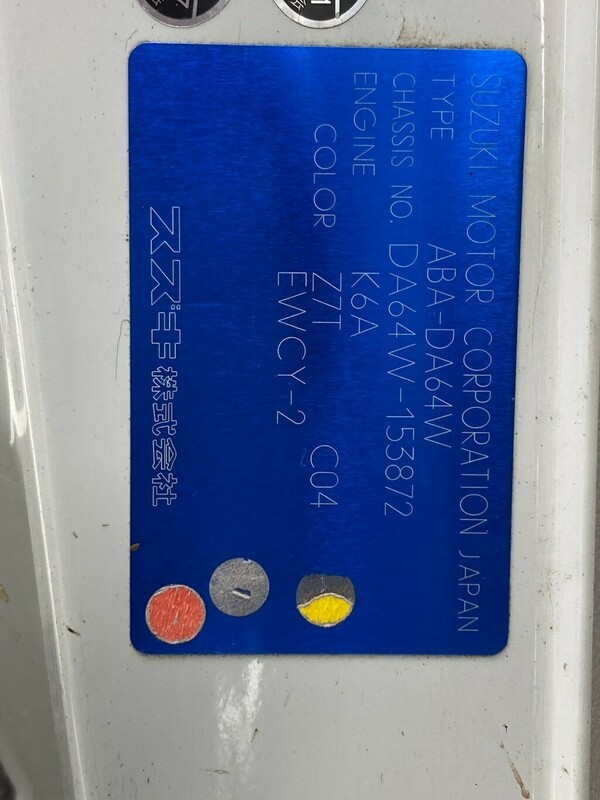 SUZUKI MOTOR CORPORATION JAPAN
TYPE ABA-DA64W
CHASSIS NO. DA64W-153872
ENGINE K6A
COLOR Z7T C04
EWCY-2
スズキ株式会社